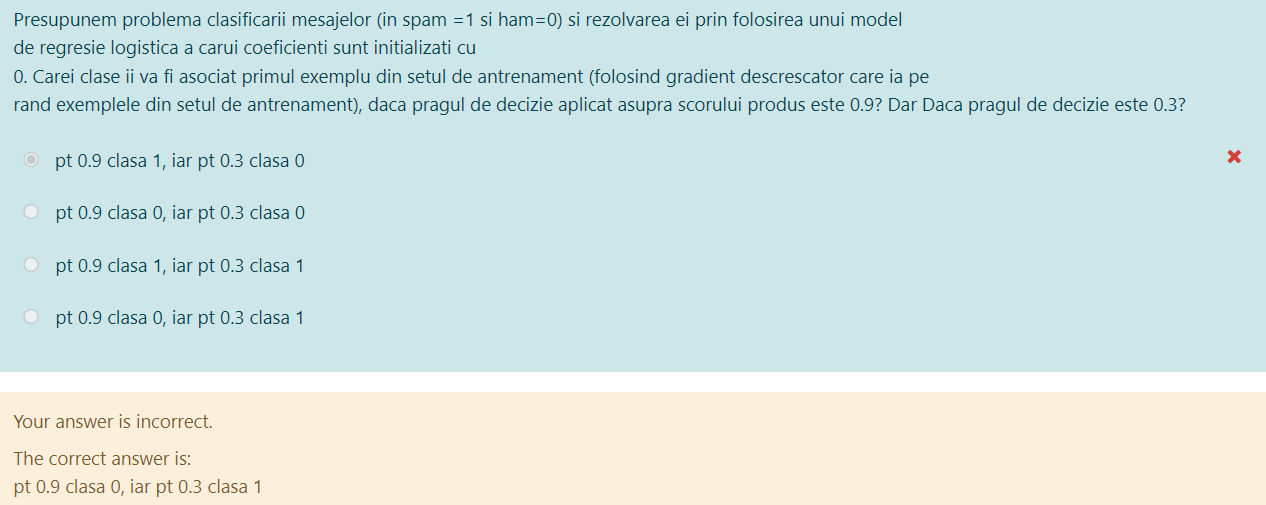 Presupunem problema clasificarii mesajelor (in spam =1 si ham=0) si rezolvarea ei prin folosirea unui model
de regresie logistica a carui coeficienti sunt initializati cu
0. Carei clase ii va fi asociat primul exemplu din setul de antrenament (folosind gradient descrescator care ia pe
rand exemplele din setul de antrenament), daca pragul de decizie aplicat asupra scorului produs este 0.9? Dar Daca pragul de decizie este 0.3?
pt 0.9 clasa 1, iar pt 0.3 clasa 0
pt 0.9 clasa 0, iar pt 0.3 clasa 0
pt 0.9 clasa 1, iar pt 0.3 clasa 1
pt 0.9 clasa 0, iar pt 0.3 clasa 1
Your answer is incorrect.
The correct answer is:
pt 0.9 clasa 0, iar pt 0.3 clasa 1